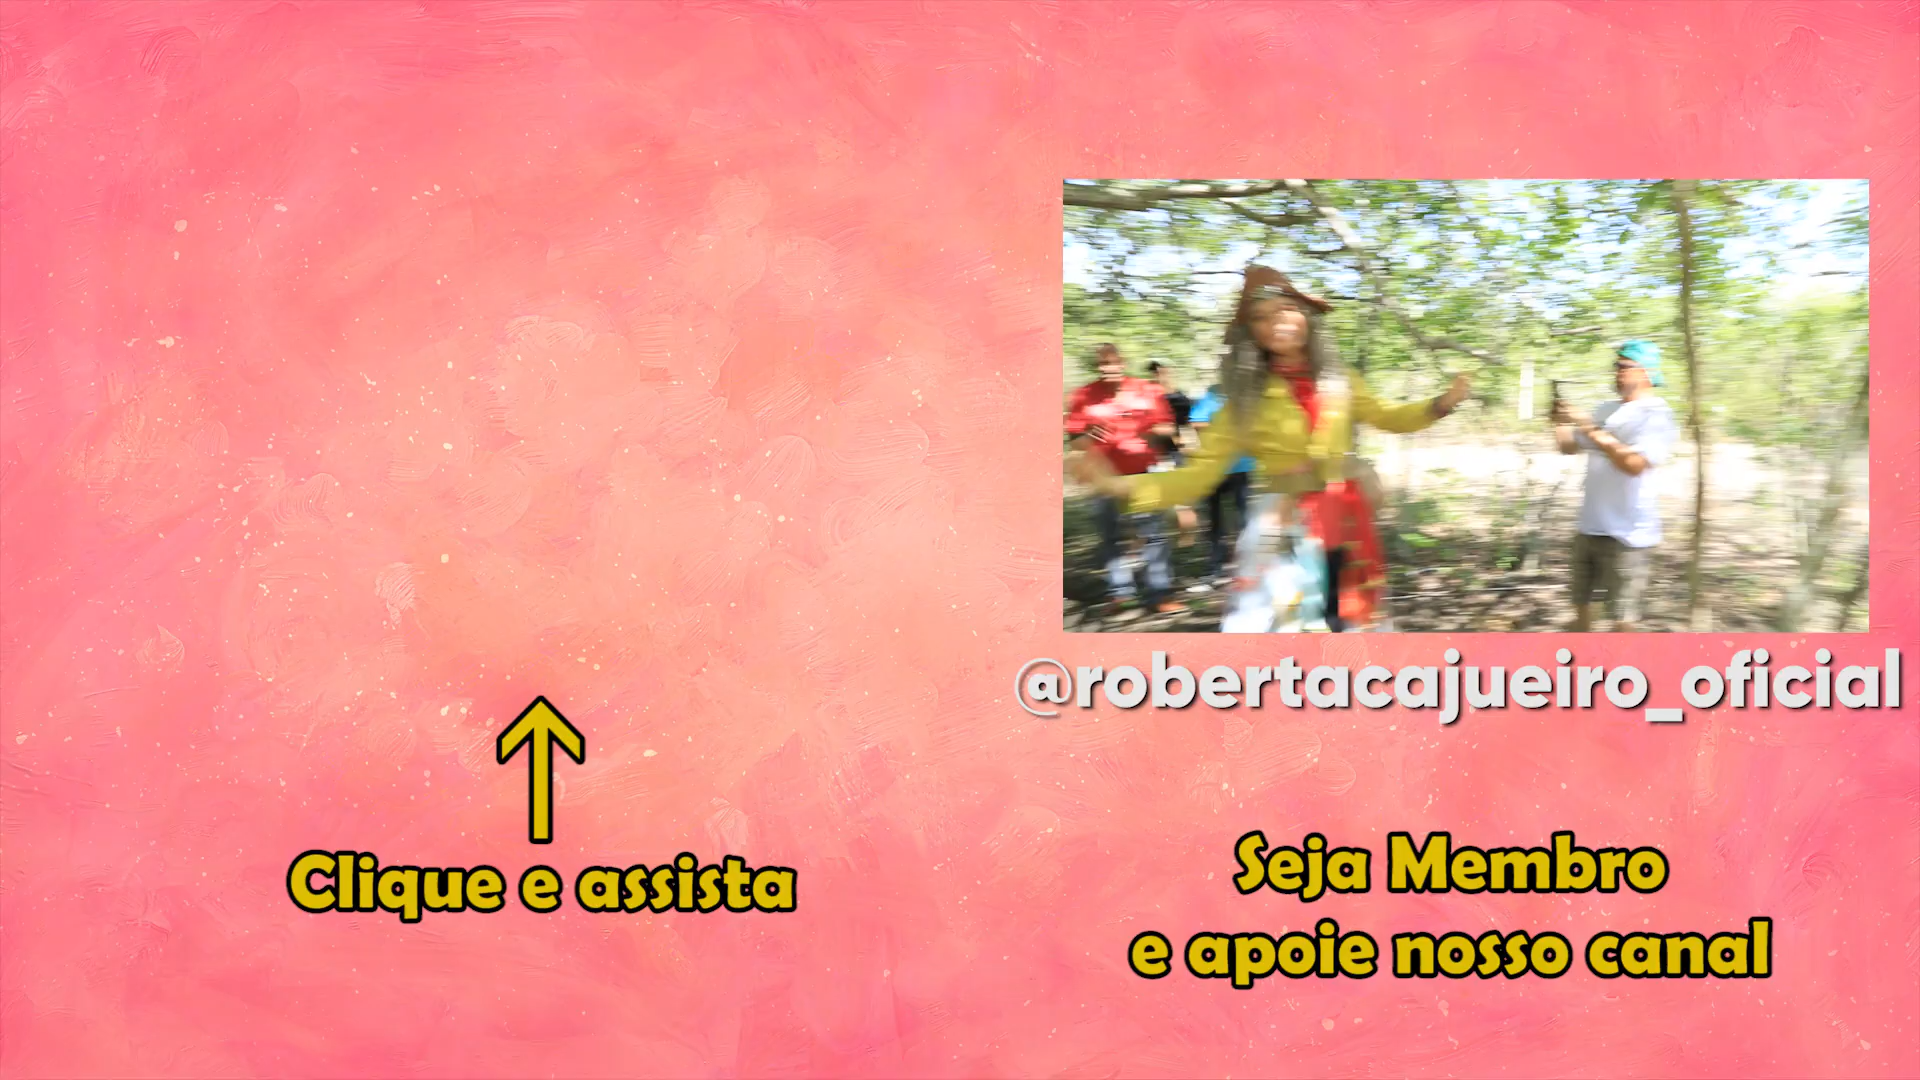 @robertacajueiro_oficial
Clique e assista
Seja Membro
e apoie nosso canal